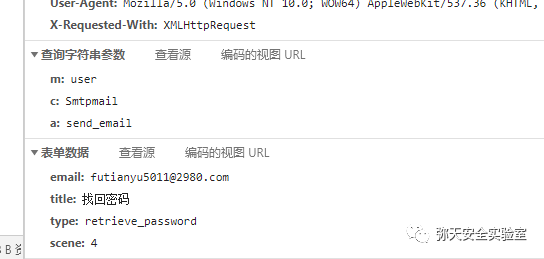 User-Agent: Mozilla/5.0 (Windows NT 10.0; WOW64) AppleWebKit/537.36 (KHTML,
X-Requested-With: XMLHttpRequest
▼查询字符串参数 查看源 编码的视图 URL
m: user
c: Smtpmail
a: send_email
▼表单数据 查看源 编码的视图 URL
email: futianyu5011@2980.com
title: 找回密码
type: retrieve_password
scene: 4
弥天安全实验室